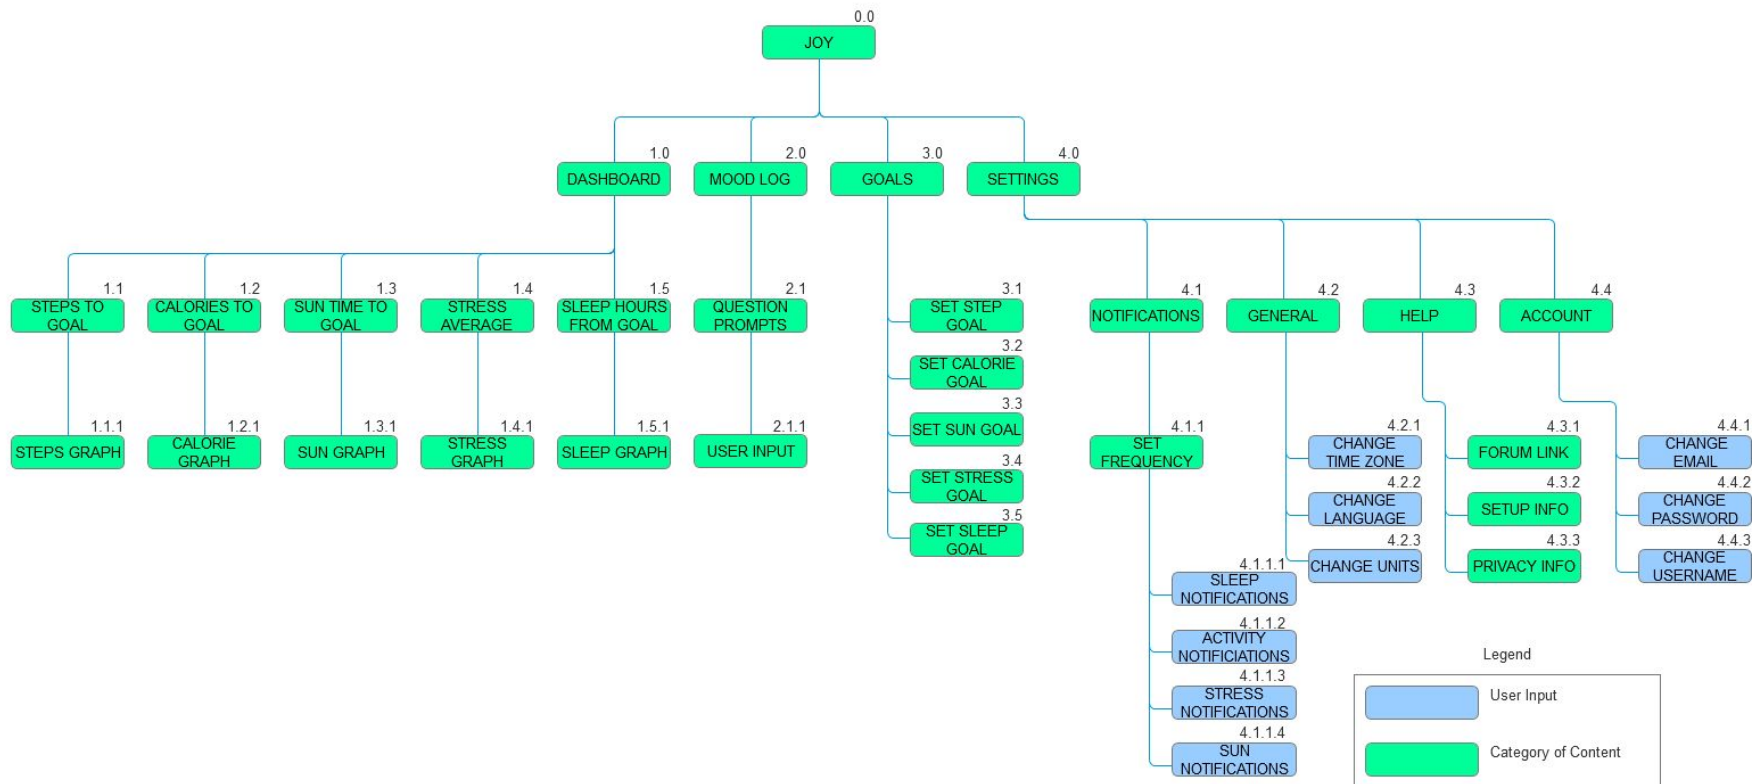 0.0
JOY
1.0
2.0
3.0
4.0
DASHBOARD
MOOD LOG
GOALS
SETTINGS
1.1
STEPS TO
GOAL
1.2
CALORIES TO
GOAL
1.3
SUN TIME TO
GOAL
1.4
STRESS
AVERAGE
1.5
SLEEP HOURS
FROM GOAL
2.1
QUESTION
PROMPTS
3.1
SET STEP
GOAL
3.2
SET CALORIE
GOAL
3.3
SET SUN GOAL
3.4
SET STRESS
GOAL
3.5
SET SLEEP
GOAL
4.1
NOTIFICATIONS
4.2
GENERAL
4.3
HELP
4.4
ACCOUNT
1.1.1
STEPS GRAPH
1.2.1
CALORIE
GRAPH
1.3.1
SUN GRAPH
1.4.1
STRESS
GRAPH
1.5.1
SLEEP GRAPH
2.1.1
USER INPUT
4.1.1
SET
FREQUENCY
4.2.1
CHANGE
TIME ZONE
4.2.2
CHANGE
LANGUAGE
4.2.3
CHANGE UNITS
4.3.1
FORUM LINK
4.3.2
SETUP INFO
4.3.3
PRIVACY INFO
4.4.1
CHANGE
EMAIL
4.4.2
CHANGE
PASSWORD
4.4.3
CHANGE
USERNAME
4.1.1.1
SLEEP
NOTIFICATIONS
4.1.1.2
ACTIVITY
NOTIFICIATIONS
4.1.1.3
STRESS
NOTIFICATIONS
4.1.1.4
SUN
NOTIFICATIONS
Legend
User Input
Category of Content